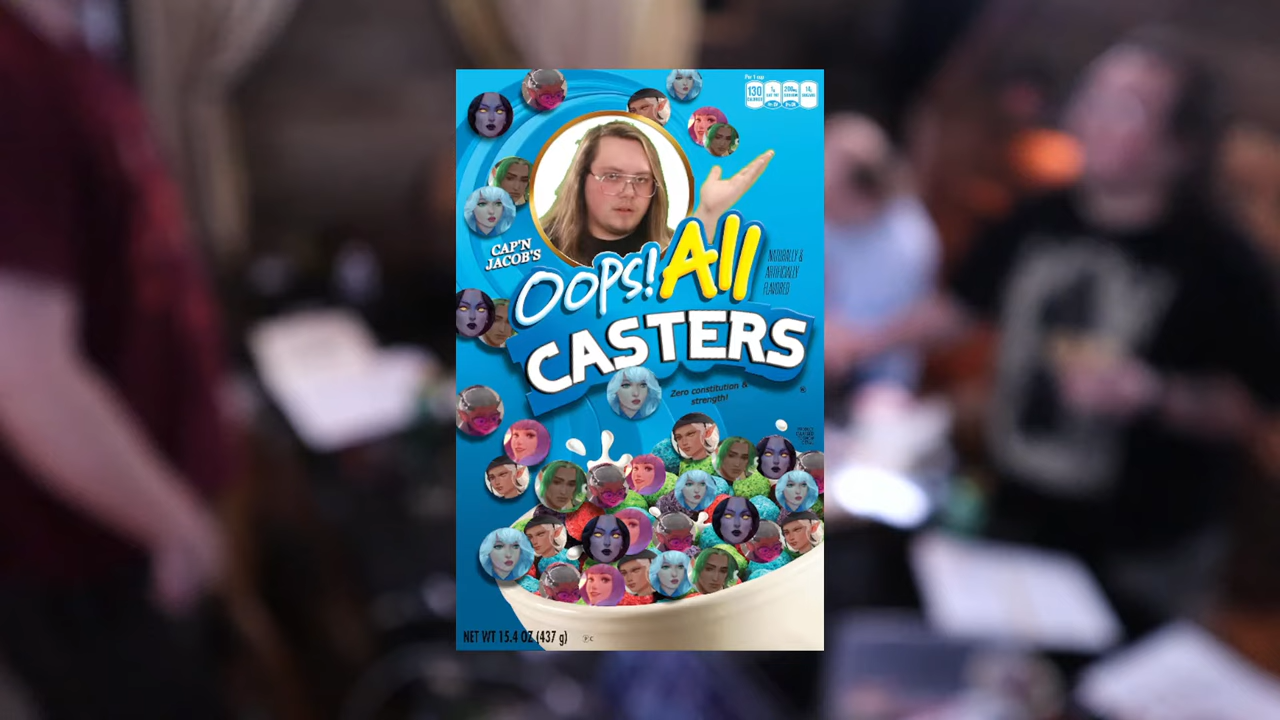 Per 1 cup
130
CALORIES
CAP'N
JACOB'S
OOPS! All
CASTERS
NATURALLY &
ARTIFICIALLY
FLAVORED
Zero constitution &
strength!
NET WT 15.4 OZ (437 g)